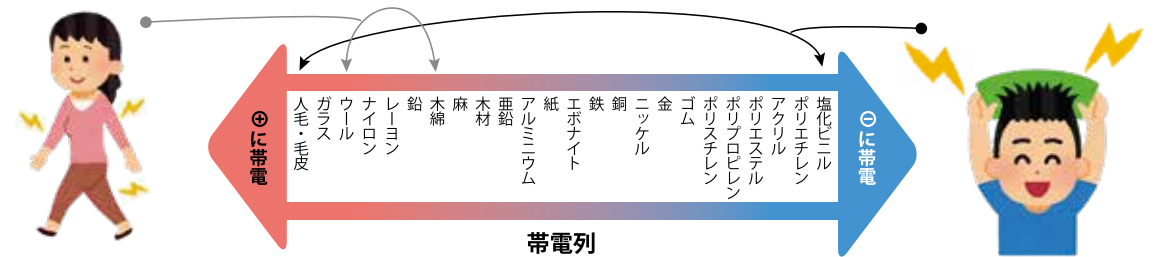 ⊕に帯電
人毛・毛皮
ガラス
ウール
ナイロン
レーヨン
鉛
木綿
麻
木材
亜鉛
アルミニウム
紙
エボナイト
鉄
銅
ニッケル
金
ゴム
ポリスチレン
ポリプロピレン
ポリエステル
アクリル
ポリエチレン
塩化ビニル
⊖に帯電
帯電列